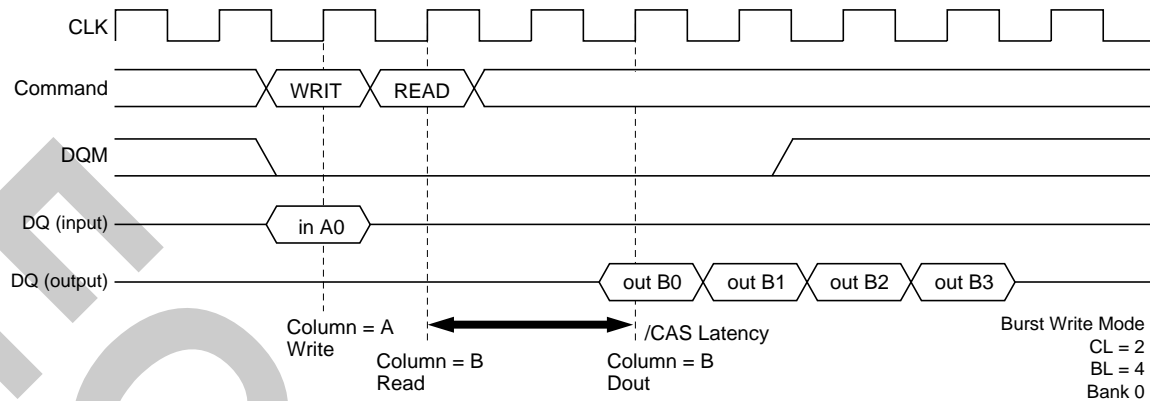 CLK
Command
WRIT
READ
DQM
DQ (input)
in A0
DQ (output)
out B0
out B1
out B2
out B3
Column = A
Write
Column = B
Read
/CAS Latency
Column = B
Dout
Burst Write Mode
CL = 2
BL = 4
Bank 0